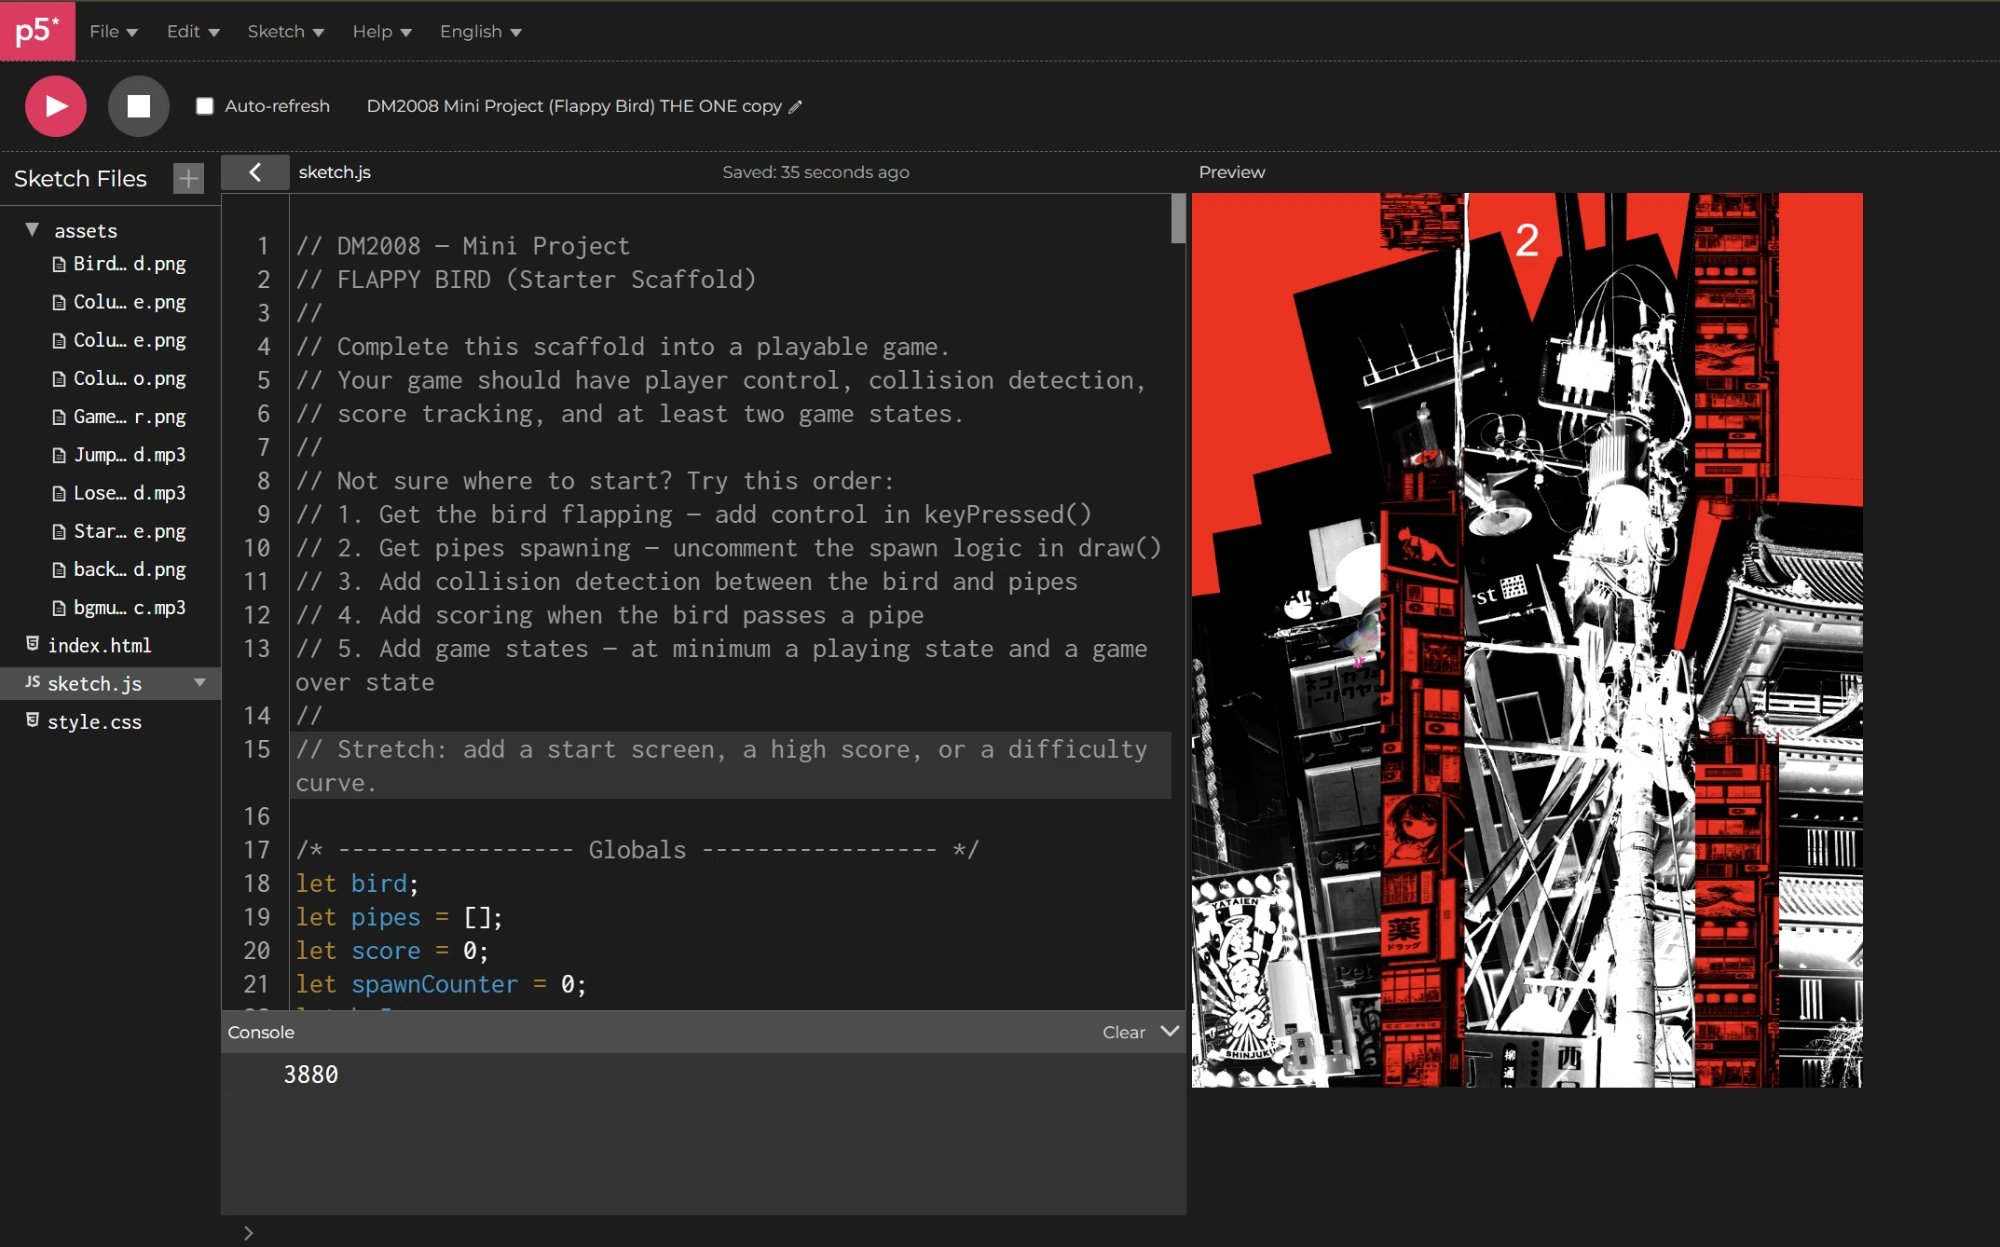 p5*
File
Edit
Sketch
Help
English
Auto-refresh
DM2008 Mini Project (Flappy Bird) THE ONE copy
Sketch Files
sketch.js
Saved: 35 seconds ago
Preview
assets
Bird... d.png
Colu... e.png
Colu... e.png
Colu... o.png
Game... r.png
Jump... d.mp3
Lose... d.mp3
Star... e.png
back... d.png
bgmu... c.mp3
index.html
JS sketch.js
style.css
1 // DM2008 — Mini Project
2 // FLAPPY BIRD (Starter Scaffold)
3 //
4 // Complete this scaffold into a playable game.
5 // Your game should have player control, collision detection,
6 // score tracking, and at least two game states.
7 //
8 // Not sure where to start? Try this order:
9 // 1. Get the bird flapping — add control in keyPressed()
10 // 2. Get pipes spawning — uncomment the spawn logic in draw()
11 // 3. Add collision detection between the bird and pipes
12 // 4. Add scoring when the bird passes a pipe
13 // 5. Add game states — at minimum a playing state and a game
over state
14 //
15 // Stretch: add a start screen, a high score, or a difficulty
curve.
16
17 /* ----------------- Globals ----------------- */
18 let bird;
19 let pipes = [];
20 let score = 0;
21 let spawnCounter = 0;
Console
Clear
3880
2
YATAIEN
SHINJUKU
薬
ドラッグ
西